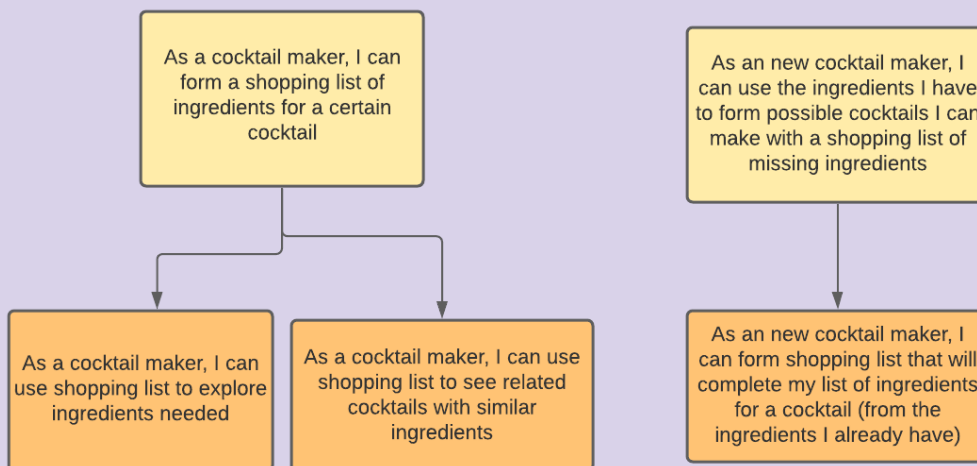 As a cocktail maker, I can
form a shopping list of
ingredients for a certain
cocktail
As an new cocktail maker, I
can use the ingredients I have
to form possible cocktails I can
make with a shopping list of
missing ingredients
As a cocktail maker, I can
use shopping list to explore
ingredients needed
As a cocktail maker, I can use
shopping list to see related
cocktails with similar
ingredients
As an new cocktail maker, I
can form shopping list that will
complete my list of ingredients
for a cocktail (from the
ingredients I already have)